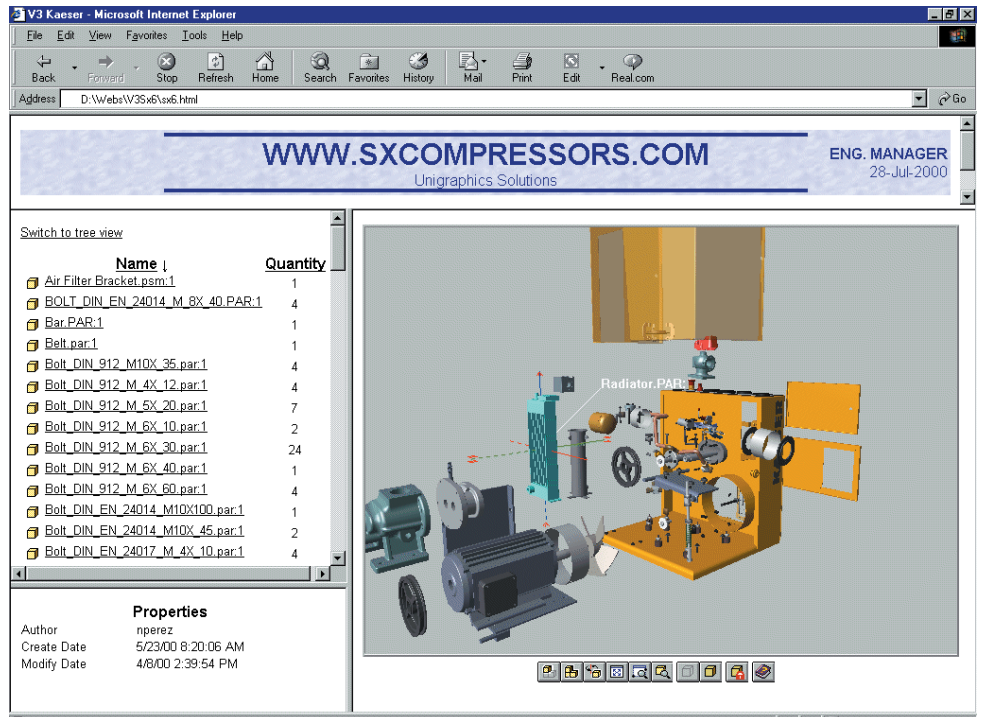 V3 Kaeser - Microsoft Internet Explorer
File Edit View Favorites Tools Help
Back Forward Stop Refresh Home Search Favorites History Mail Print Edit Real.com
Address D:\Webs\V3Sx6\sx6.html Go
WWW.SXCOMPRESSORS.COM
Unigraphics Solutions
ENG. MANAGER
28-Jul-2000
Switch to tree view
Name ↓ Quantity
Air Filter Bracket.psm:1 1
BOLT_DIN_EN_24014_M_8X_40.PAR:1 4
Bar.PAR:1 1
Belt.par:1 1
Bolt_DIN_912_M10X_35.par:1 4
Bolt_DIN_912_M_4X_12.par:1 4
Bolt_DIN_912_M_5X_20.par:1 7
Bolt_DIN_912_M_6X_10.par:1 2
Bolt_DIN_912_M_6X_30.par:1 24
Bolt_DIN_912_M_6X_40.par:1 1
Bolt_DIN_912_M_6X_60.par:1 4
Bolt_DIN_EN_24014_M10X100.par:1 1
Bolt_DIN_EN_24014_M10X_45.par:1 2
Bolt_DIN_EN_24017_M_4X_10.par:1 4
Radiator.PAR:
Properties
Author nperez
Create Date 5/23/00 8:20:06 AM
Modify Date 4/8/00 2:39:54 PM